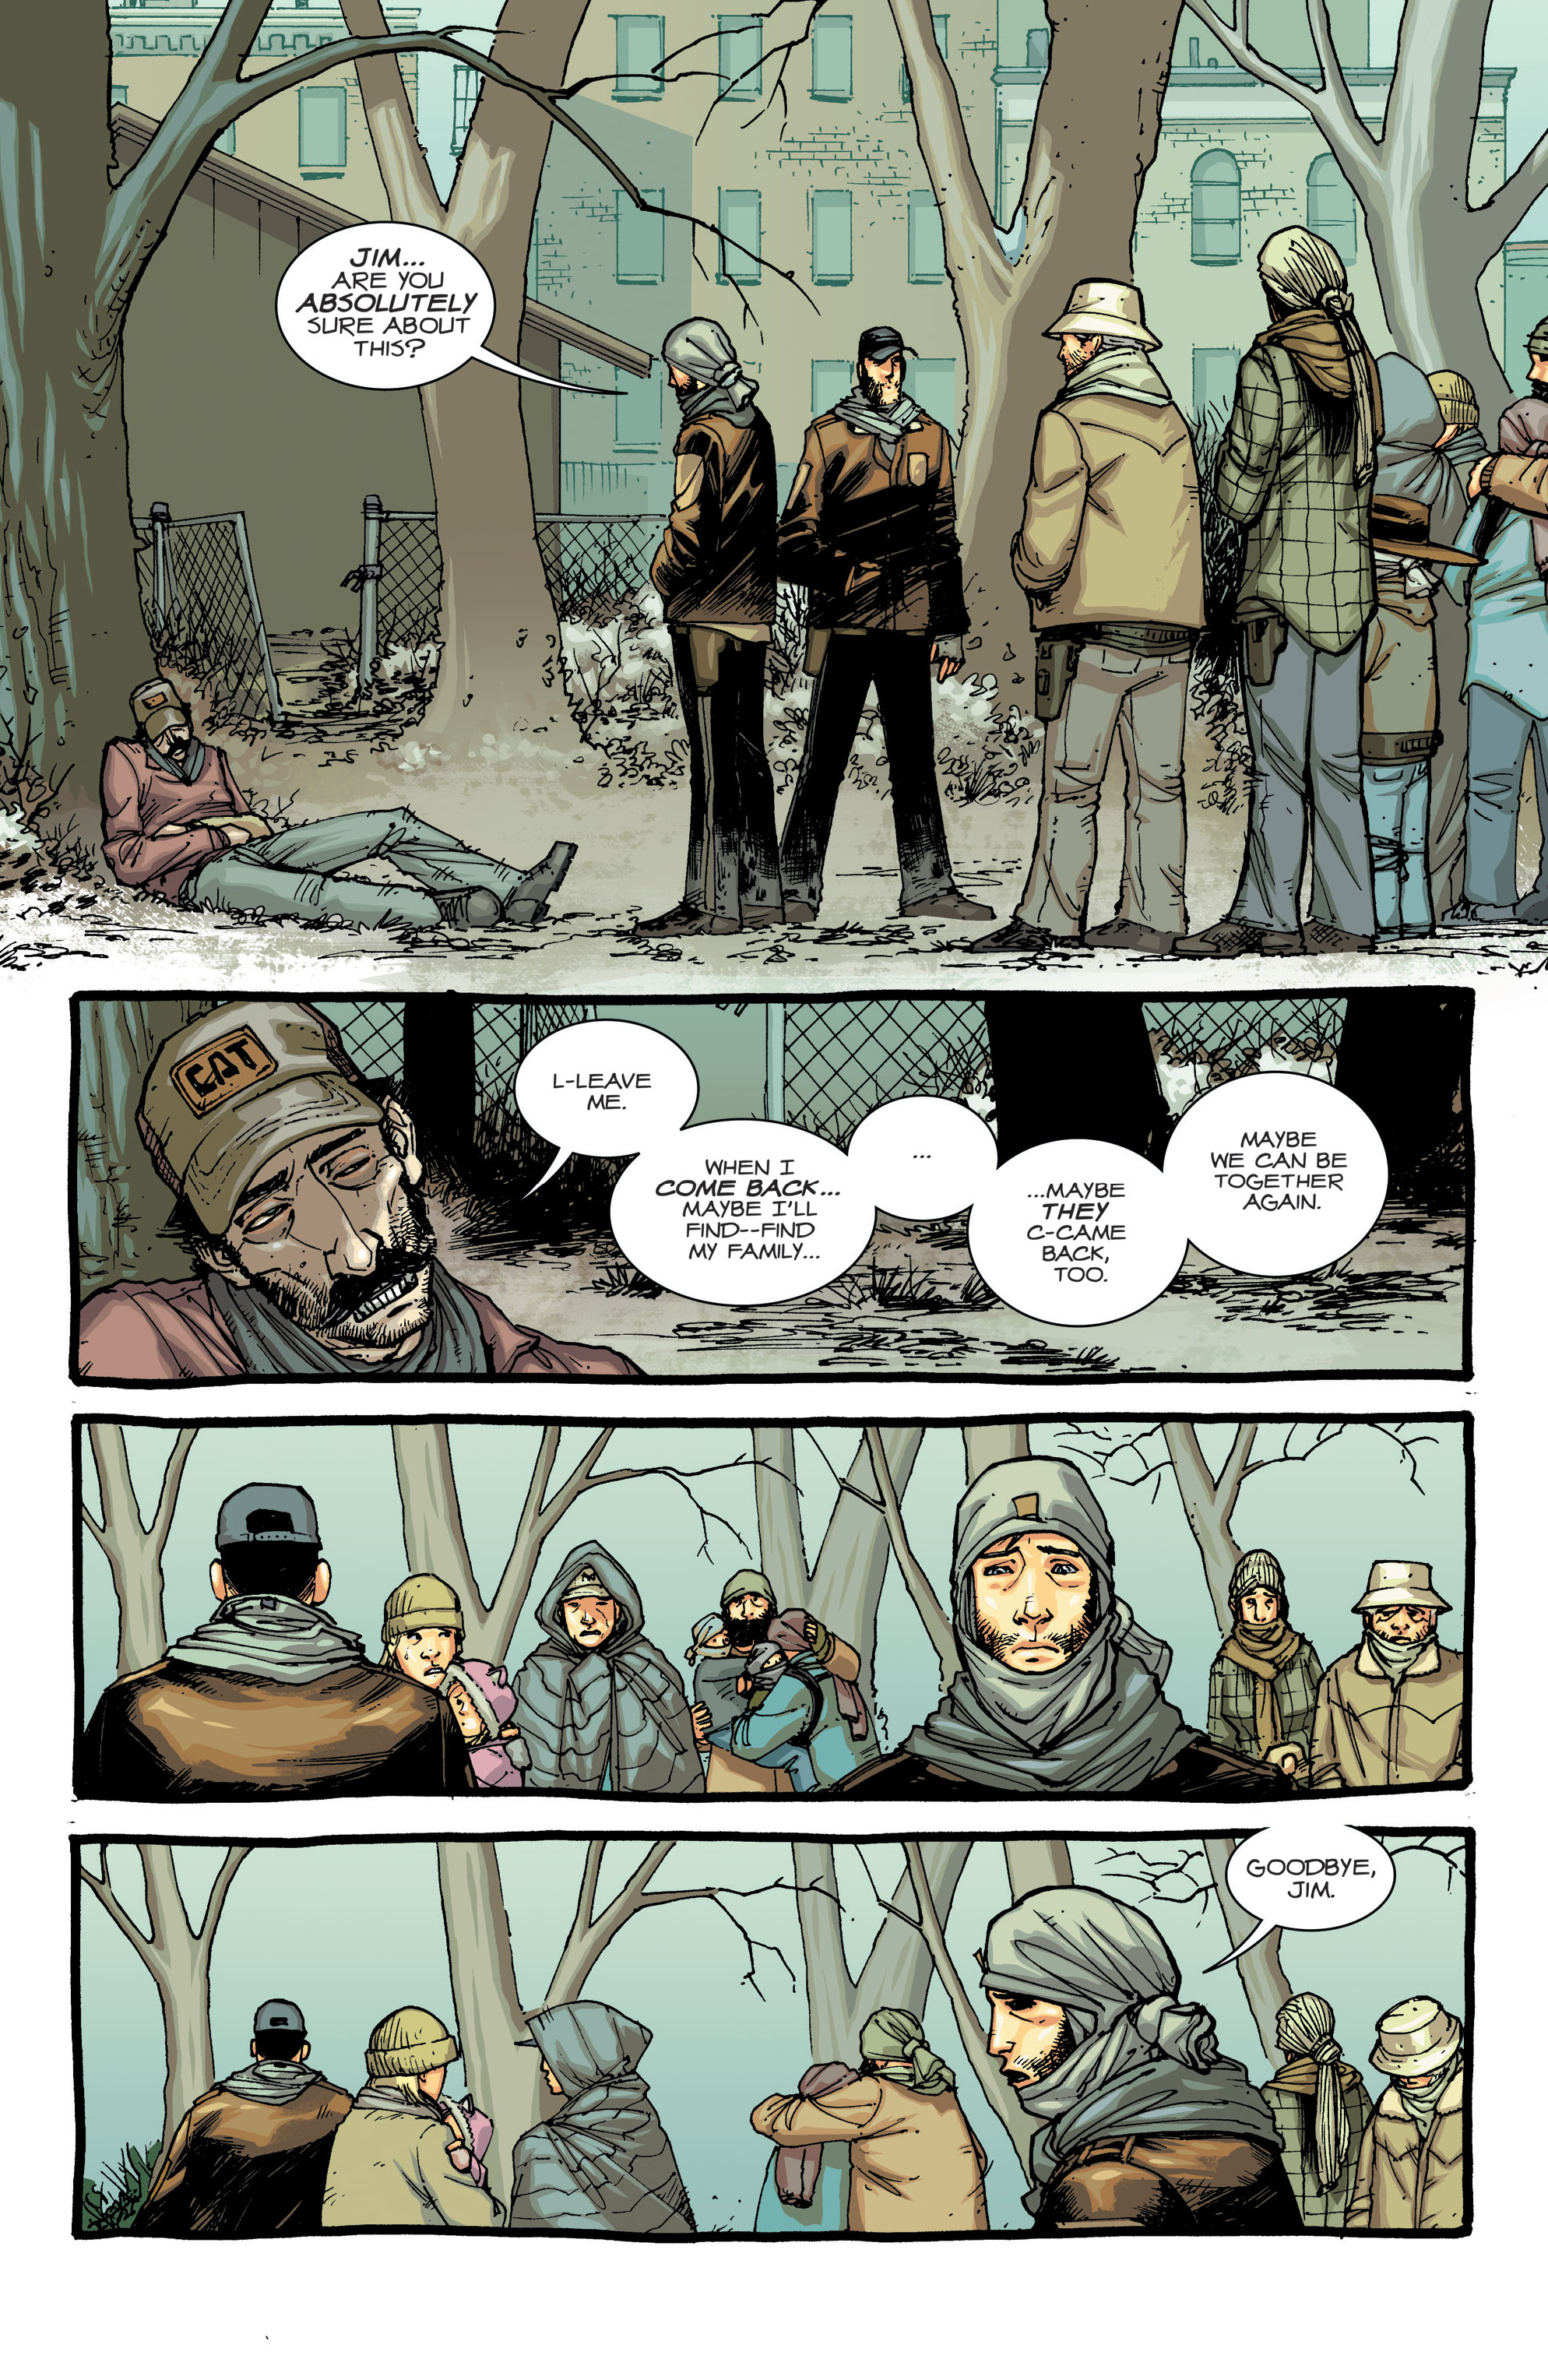 JIM...
ARE YOU
ABSOLUTELY
SURE ABOUT
THIS?
CAT
L-LEAVE
ME.
WHEN I
COME BACK...
MAYBE I'LL
FIND--FIND
MY FAMILY...
...
...MAYBE
THEY
C-CAME
BACK,
TOO.
MAYBE
WE CAN BE
TOGETHER
AGAIN.
GOODBYE,
JIM.